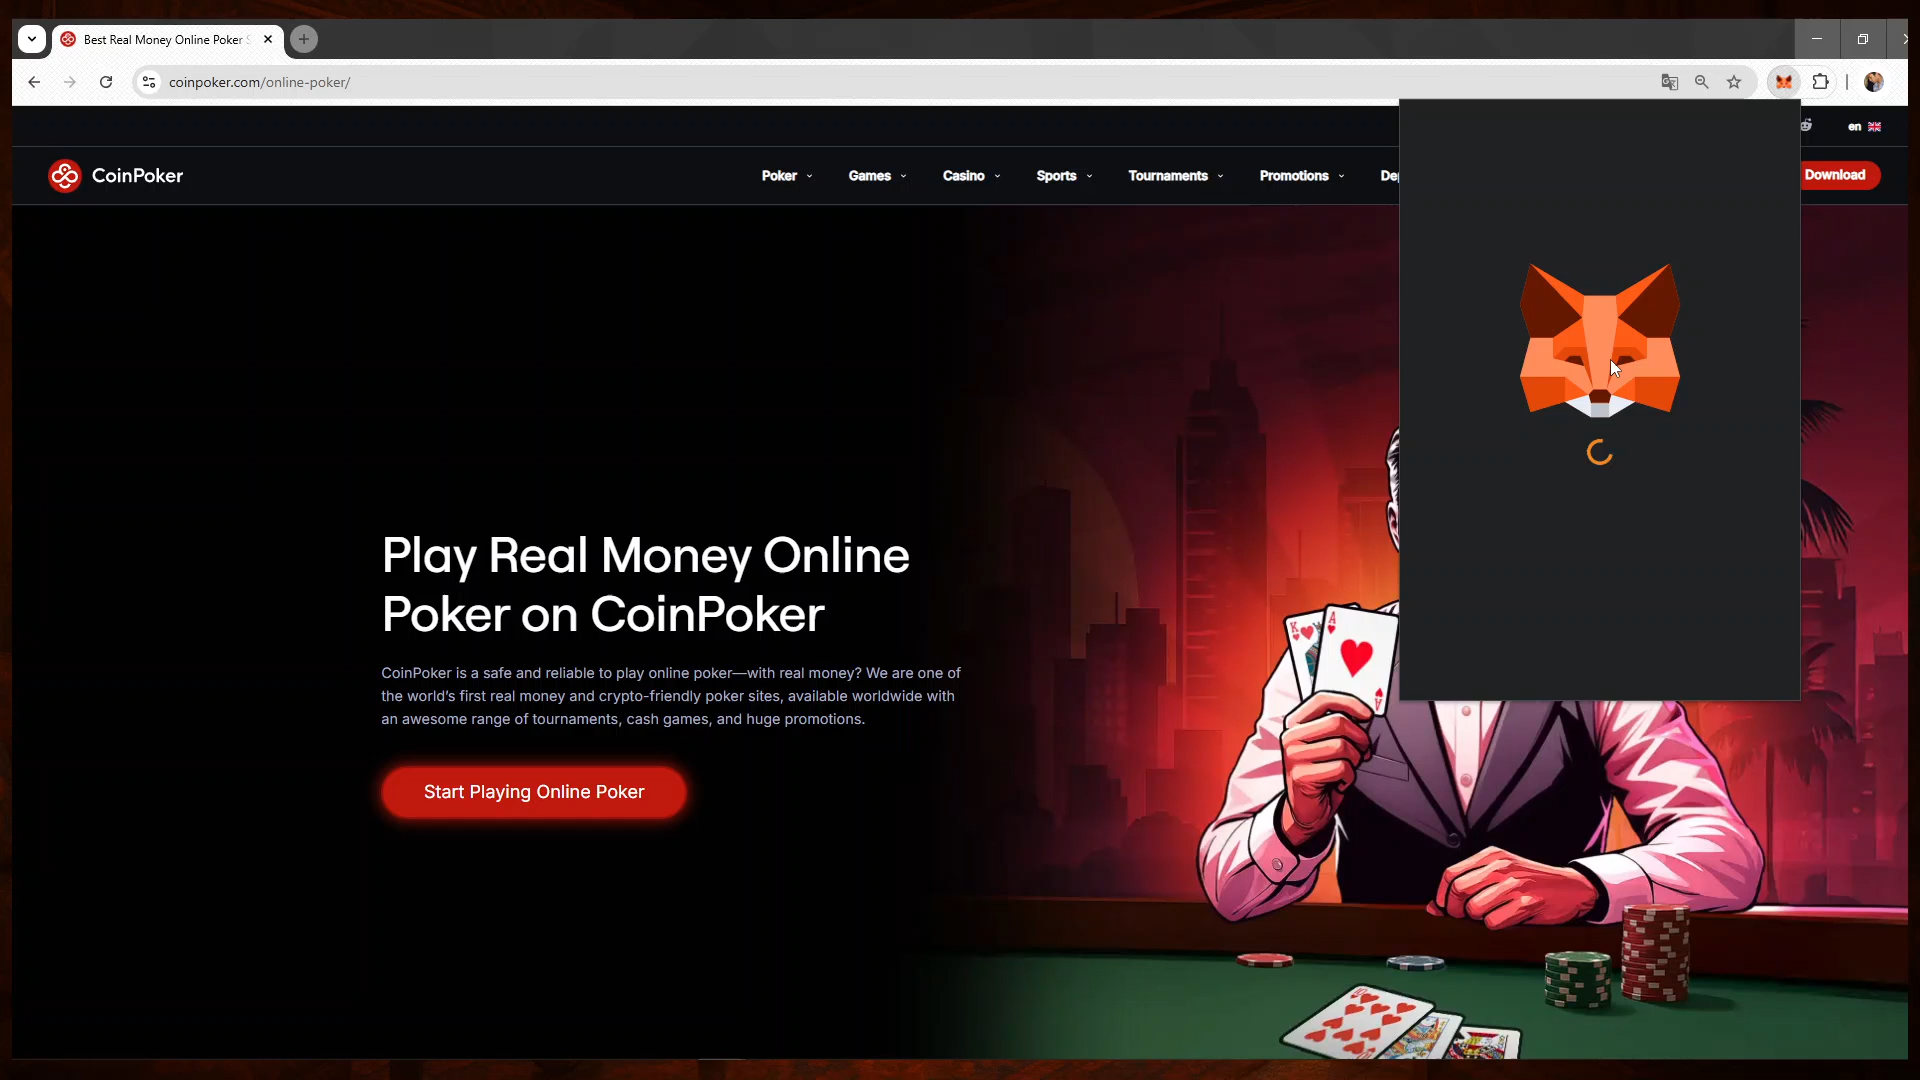 Best Real Money Online Poker
coinpoker.com/online-poker/
en
CoinPoker
Poker
Games
Casino
Sports
Tournaments
Promotions
Download
Play Real Money Online
Poker on CoinPoker
CoinPoker is a safe and reliable to play online poker—with real money? We are one of
the world's first real money and crypto-friendly poker sites, available worldwide with
an awesome range of tournaments, cash games, and huge promotions.
Start Playing Online Poker
K
A
A